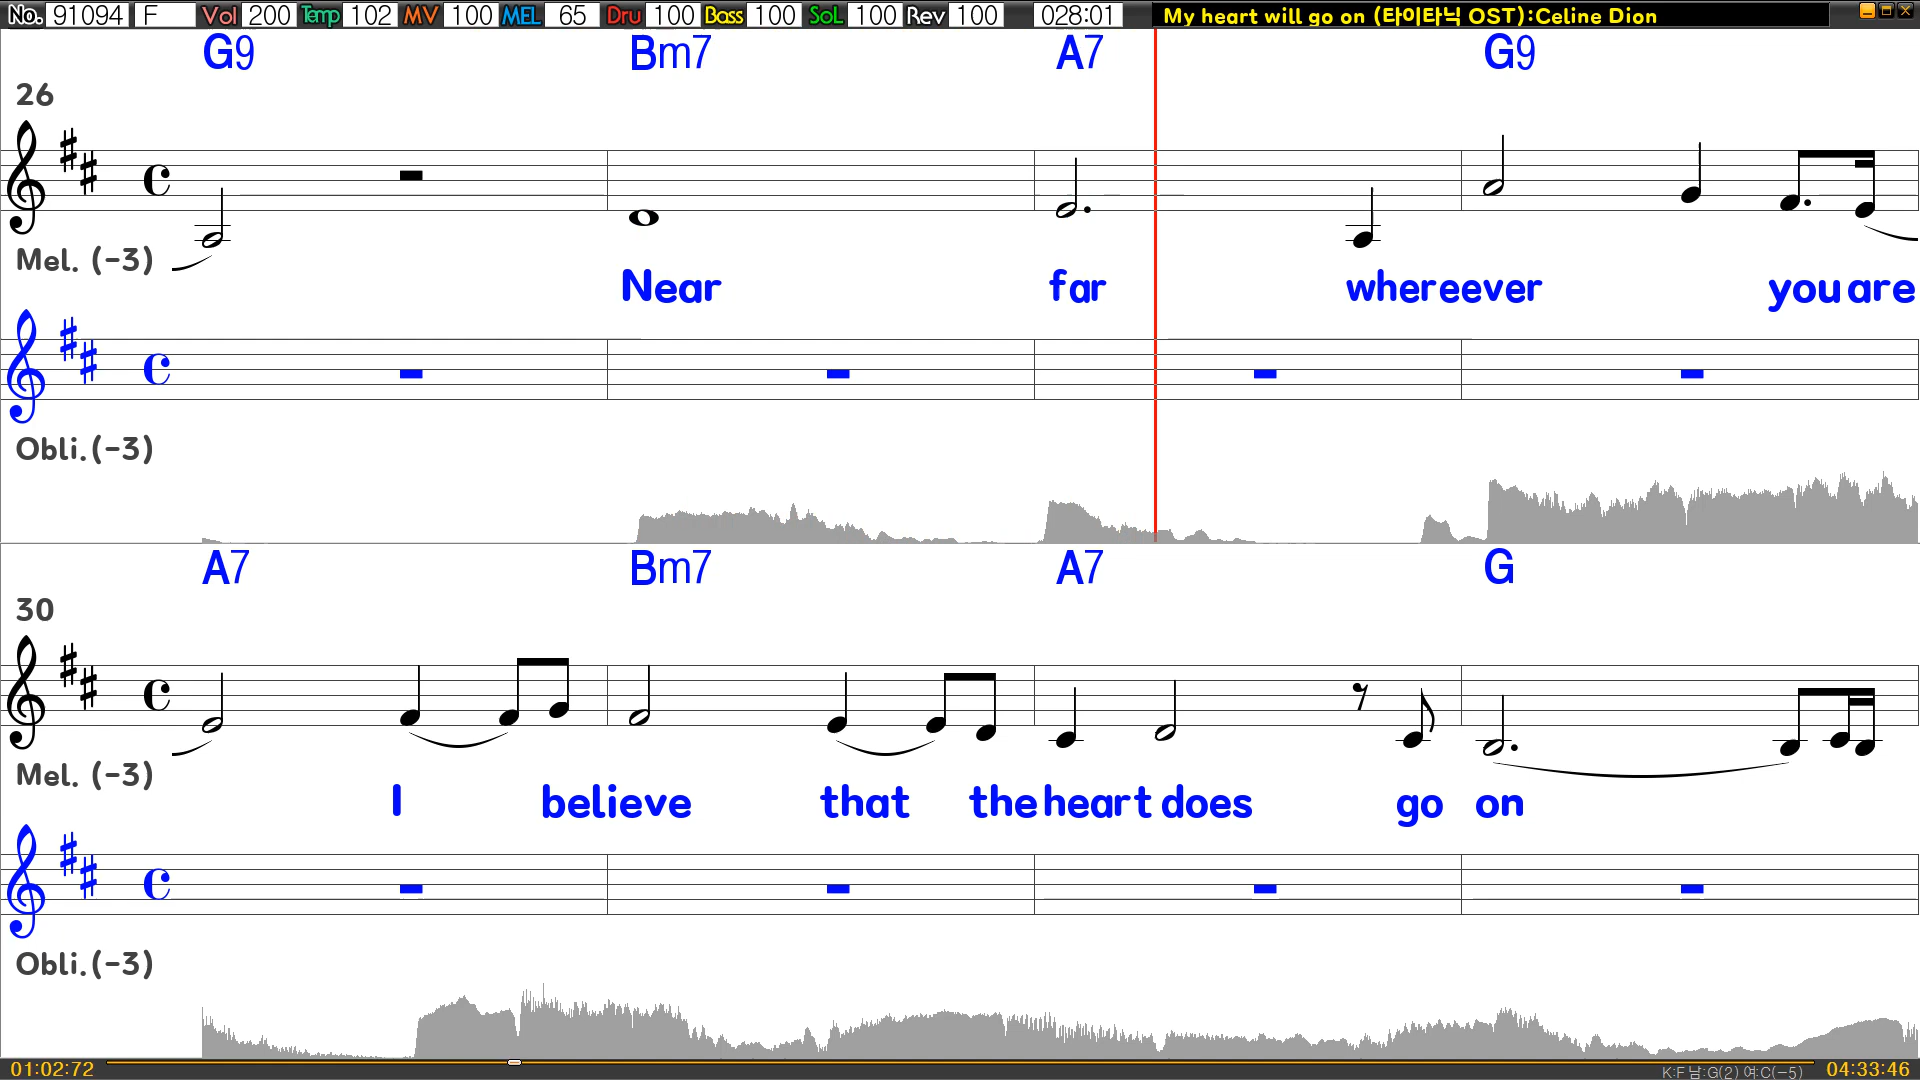 No. 91094 F Vol 200 Temp 102 MV 100 MEL 65 Dru 100 Bass 100 SoL 100 Rev 100 028:01 My heart will go on (타이타닉 OST):Celine Dion
G9 Bm7 A7 G9
26
Mel. (-3)
Near far whereever you are
Obli.(-3)
A7 Bm7 A7 G
30
Mel. (-3)
I believe that the heart does go on
Obli.(-3)
01:02:72 K:F 남:G(2) 여:C(-5) 04:33:46